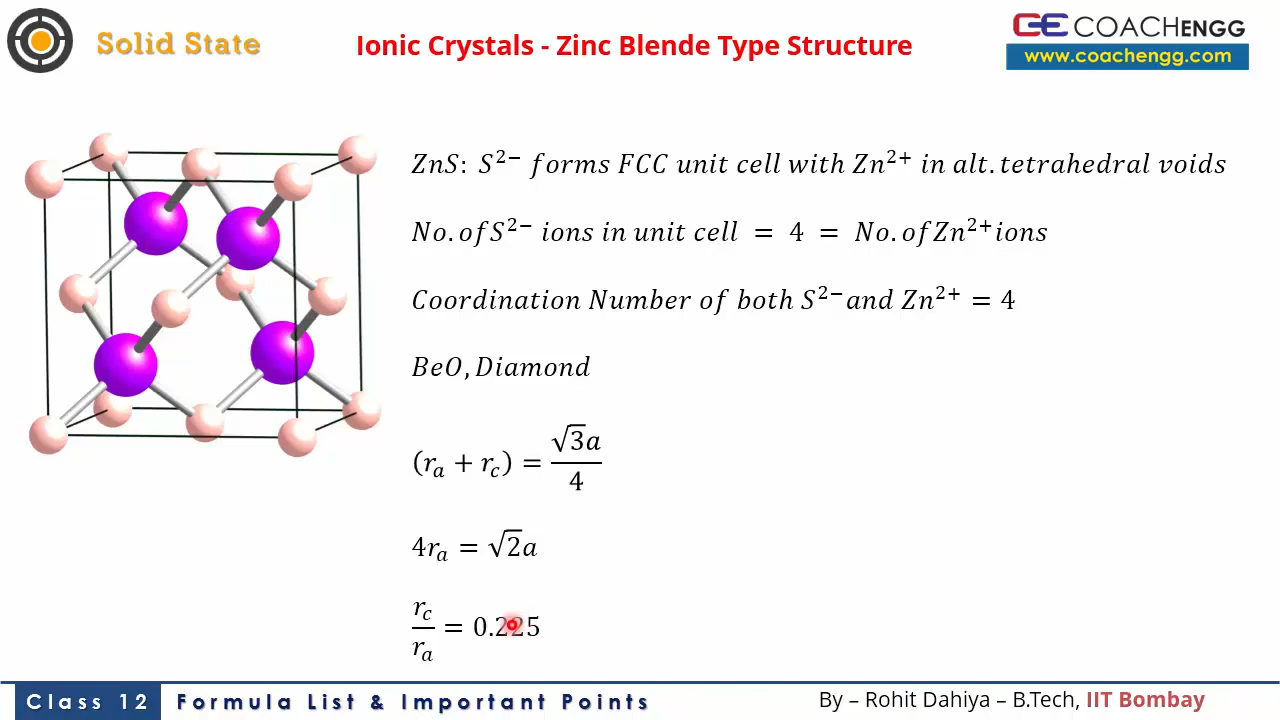 Solid State
Ionic Crystals - Zinc Blende Type Structure
CE COACHENGG
www.coachengg.com
ZnS: S²⁻ forms FCC unit cell with Zn²⁺ in alt. tetrahedral voids
No. of S²⁻ ions in unit cell = 4 = No. of Zn²⁺ ions
Coordination Number of both S²⁻ and Zn²⁺ = 4
BeO, Diamond
(rₐ + r_c) = √3a/4
4rₐ = √2a
r_c/rₐ = 0.225
Class 12 Formula List & Important Points By – Rohit Dahiya – B.Tech, IIT Bombay